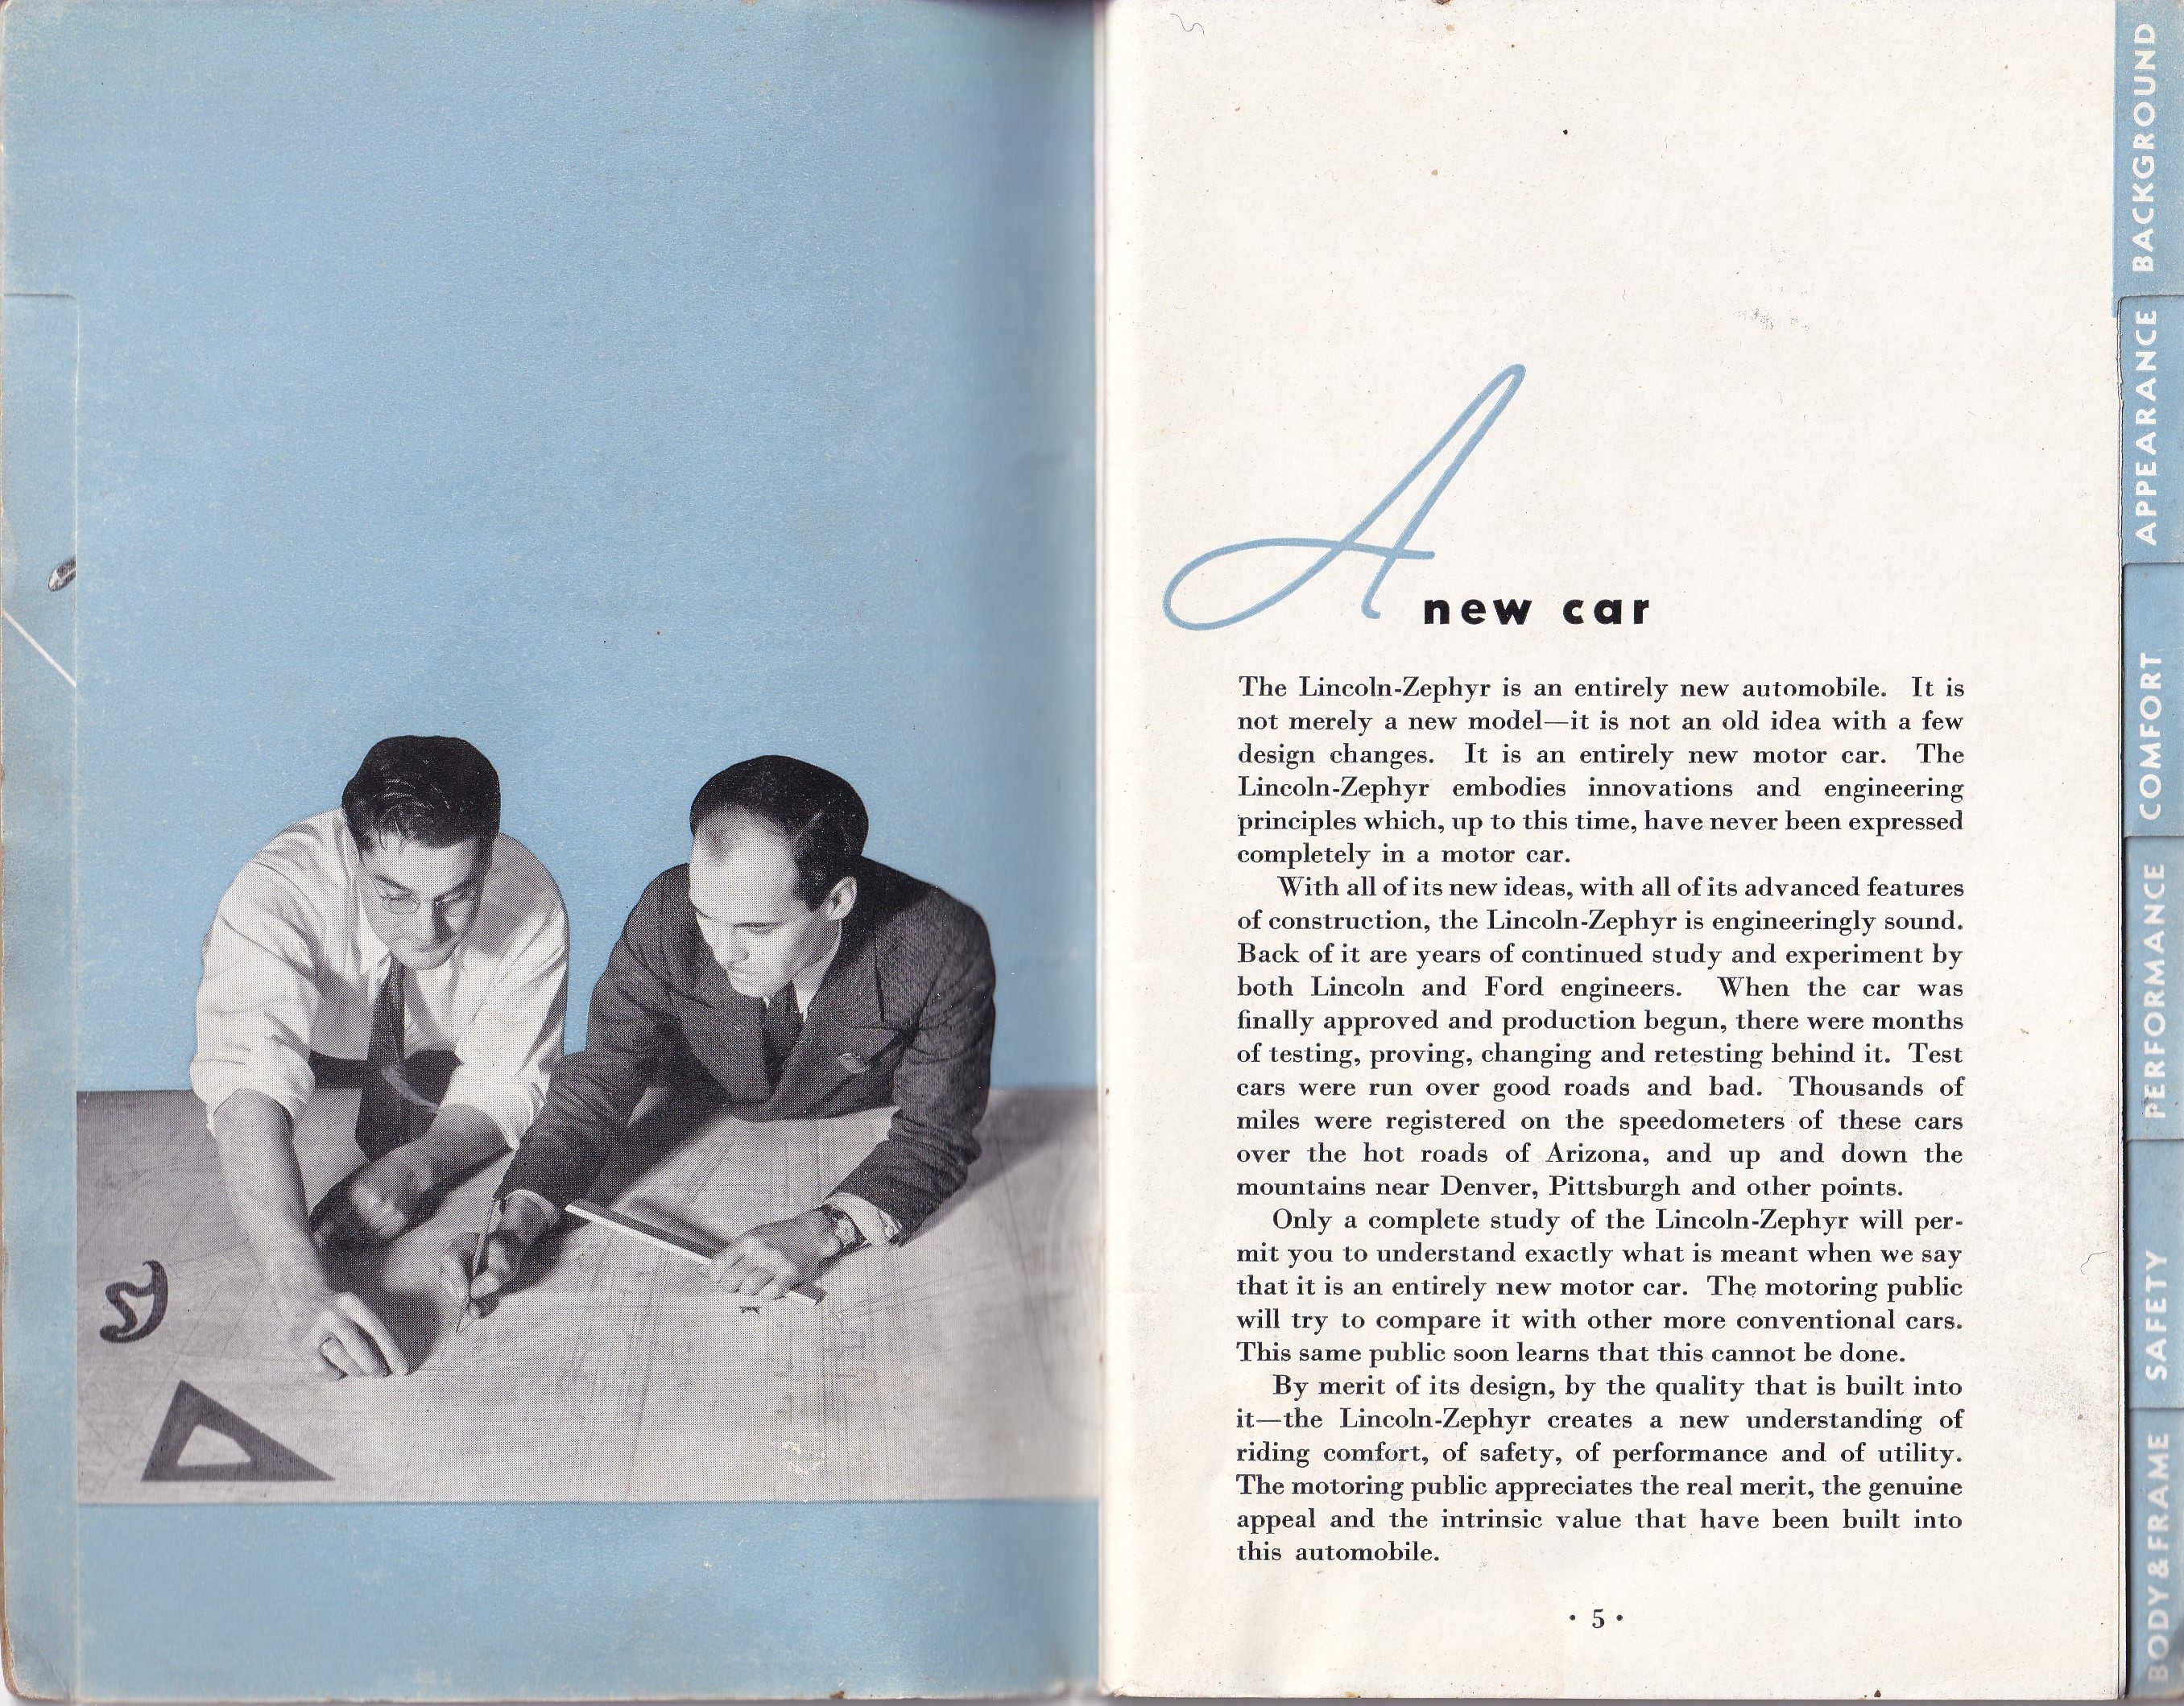 A
new car
The Lincoln-Zephyr is an entirely new automobile. It is
not merely a new model—it is not an old idea with a few
design changes. It is an entirely new motor car. The
Lincoln-Zephyr embodies innovations and engineering
principles which, up to this time, have never been expressed
completely in a motor car.
With all of its new ideas, with all of its advanced features
of construction, the Lincoln-Zephyr is engineeringly sound.
Back of it are years of continued study and experiment by
both Lincoln and Ford engineers. When the car was
finally approved and production begun, there were months
of testing, proving, changing and retesting behind it. Test
cars were run over good roads and bad. Thousands of
miles were registered on the speedometers of these cars
over the hot roads of Arizona, and up and down the
mountains near Denver, Pittsburgh and other points.
Only a complete study of the Lincoln-Zephyr will per-
mit you to understand exactly what is meant when we say
that it is an entirely new motor car. The motoring public
will try to compare it with other more conventional cars.
This same public soon learns that this cannot be done.
By merit of its design, by the quality that is built into
it—the Lincoln-Zephyr creates a new understanding of
riding comfort, of safety, of performance and of utility.
The motoring public appreciates the real merit, the genuine
appeal and the intrinsic value that have been built into
this automobile.
• 5 •
BACKGROUND
APPEARANCE
COMFORT
PERFORMANCE
SAFETY
BODY & FRAME